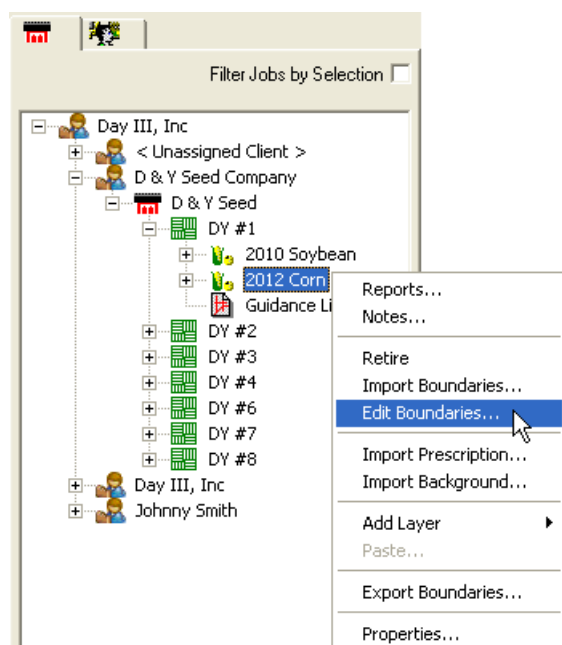 Filter Jobs by Selection
Day III, Inc
< Unassigned Client >
D & Y Seed Company
D & Y Seed
DY #1
2010 Soybean
2012 Corn
Guidance Li
DY #2
DY #3
DY #4
DY #6
DY #7
DY #8
Day III, Inc
Johnny Smith
Reports...
Notes...
Retire
Import Boundaries...
Edit Boundaries...
Import Prescription...
Import Background...
Add Layer
Paste...
Export Boundaries...
Properties...